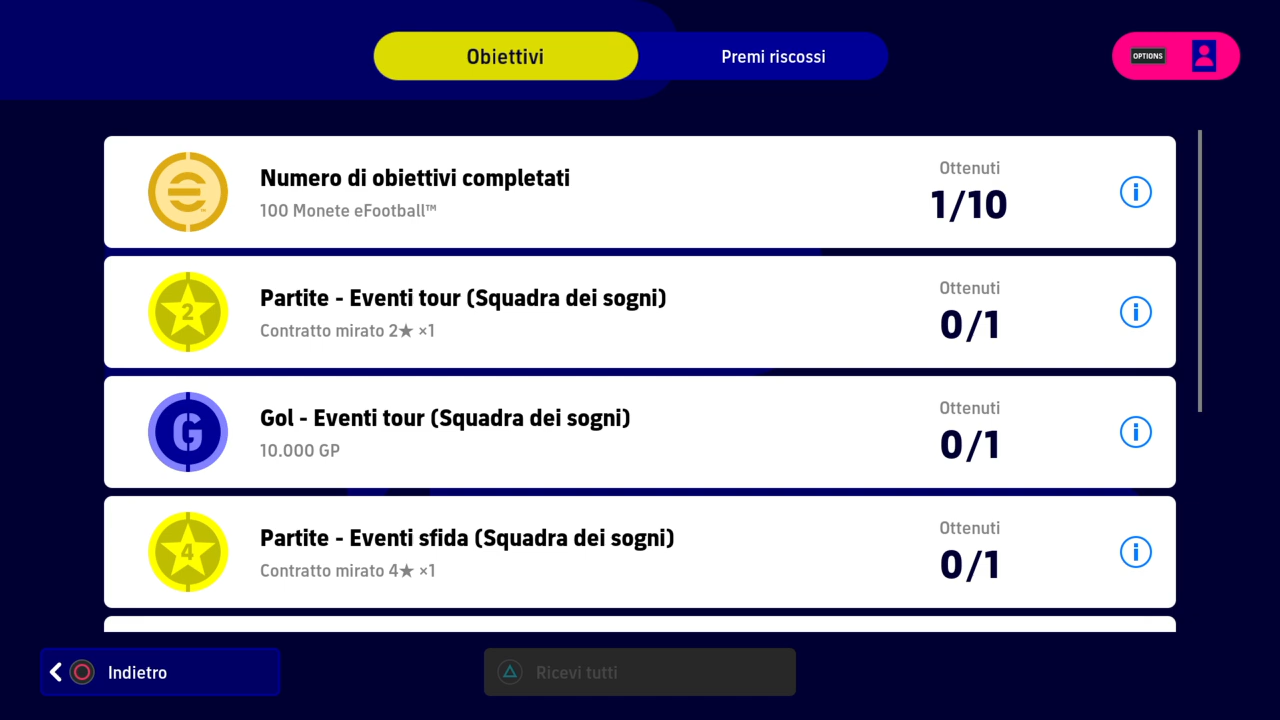 Obiettivi
Premi riscossi
OPTIONS
Numero di obiettivi completati
100 Monete eFootball™
Ottenuti
1/10
2
Partite - Eventi tour (Squadra dei sogni)
Contratto mirato 2★ ×1
Ottenuti
0/1
G
Gol - Eventi tour (Squadra dei sogni)
10.000 GP
Ottenuti
0/1
4
Partite - Eventi sfida (Squadra dei sogni)
Contratto mirato 4★ ×1
Ottenuti
0/1
Indietro
Ricevi tutti